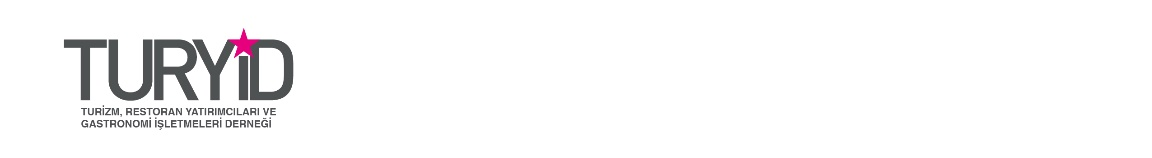 TURYİD
TURİZM, RESTORAN YATIRIMCILARI VE
GASTRONOMİ İŞLETMELERİ DERNEĞİ